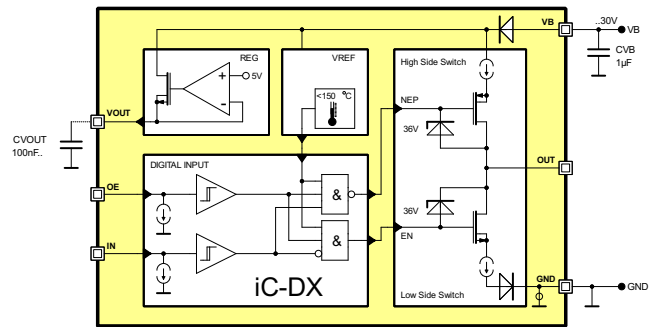 REG
VREF
VB
..30V
VB
CVB
1µF
High Side Switch
5V
+
-
<150 °C
NEP
VOUT
36V
CVOUT
100nF..
DIGITAL INPUT
OUT
OE
&
36V
IN
&
EN
iC-DX
GND
GND
Low Side Switch